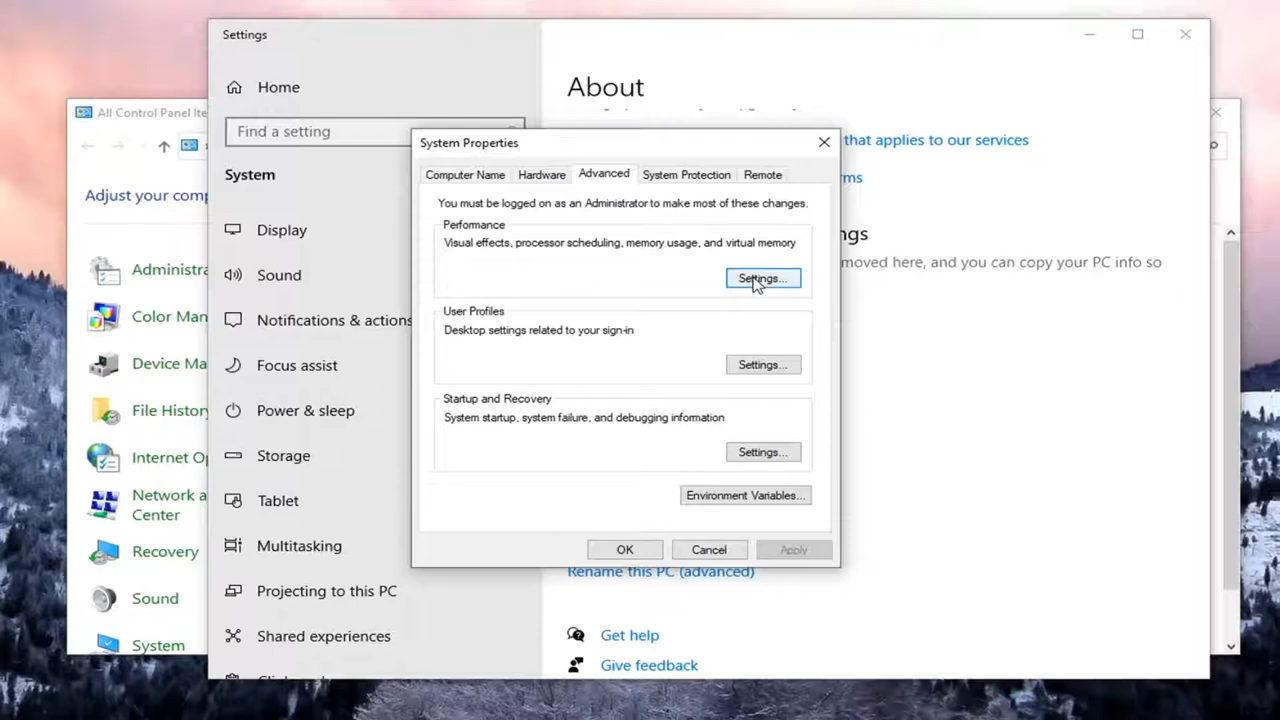 Settings
Home
Find a setting
System
Display
Sound
Notifications & actions
Focus assist
Power & sleep
Storage
Tablet
Multitasking
Projecting to this PC
Shared experiences
About
that applies to our services
moved here, and you can copy your PC info so
Rename this PC (advanced)
Get help
Give feedback
All Control Panel Ite
Adjust your comp
Administra
Color Man
Device Ma
File History
Internet Op
Network a
Center
Recovery
Sound
System
System Properties
Computer Name
Hardware
Advanced
System Protection
Remote
You must be logged on as an Administrator to make most of these changes.
Performance
Visual effects, processor scheduling, memory usage, and virtual memory
Settings...
User Profiles
Desktop settings related to your sign-in
Settings...
Startup and Recovery
System startup, system failure, and debugging information
Settings...
Environment Variables...
OK
Cancel
Apply